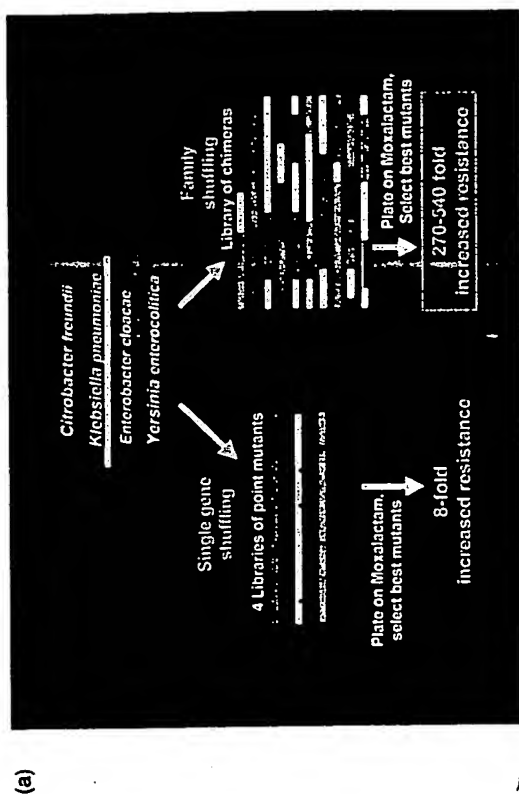 (a)
Citrobacter freundii
Klebsiella pneumoniae
Enterobacter cloacae
Yersinia enterocolitica
Single gene
shuffling
4 Libraries of point mutants
Plate on Moxalactam,
select best mutants
8-fold
increased resistance
Family
shuffling
Library of chimeras
Plate on Moxalactam,
Select best mutants
270-540 fold
increased resistance